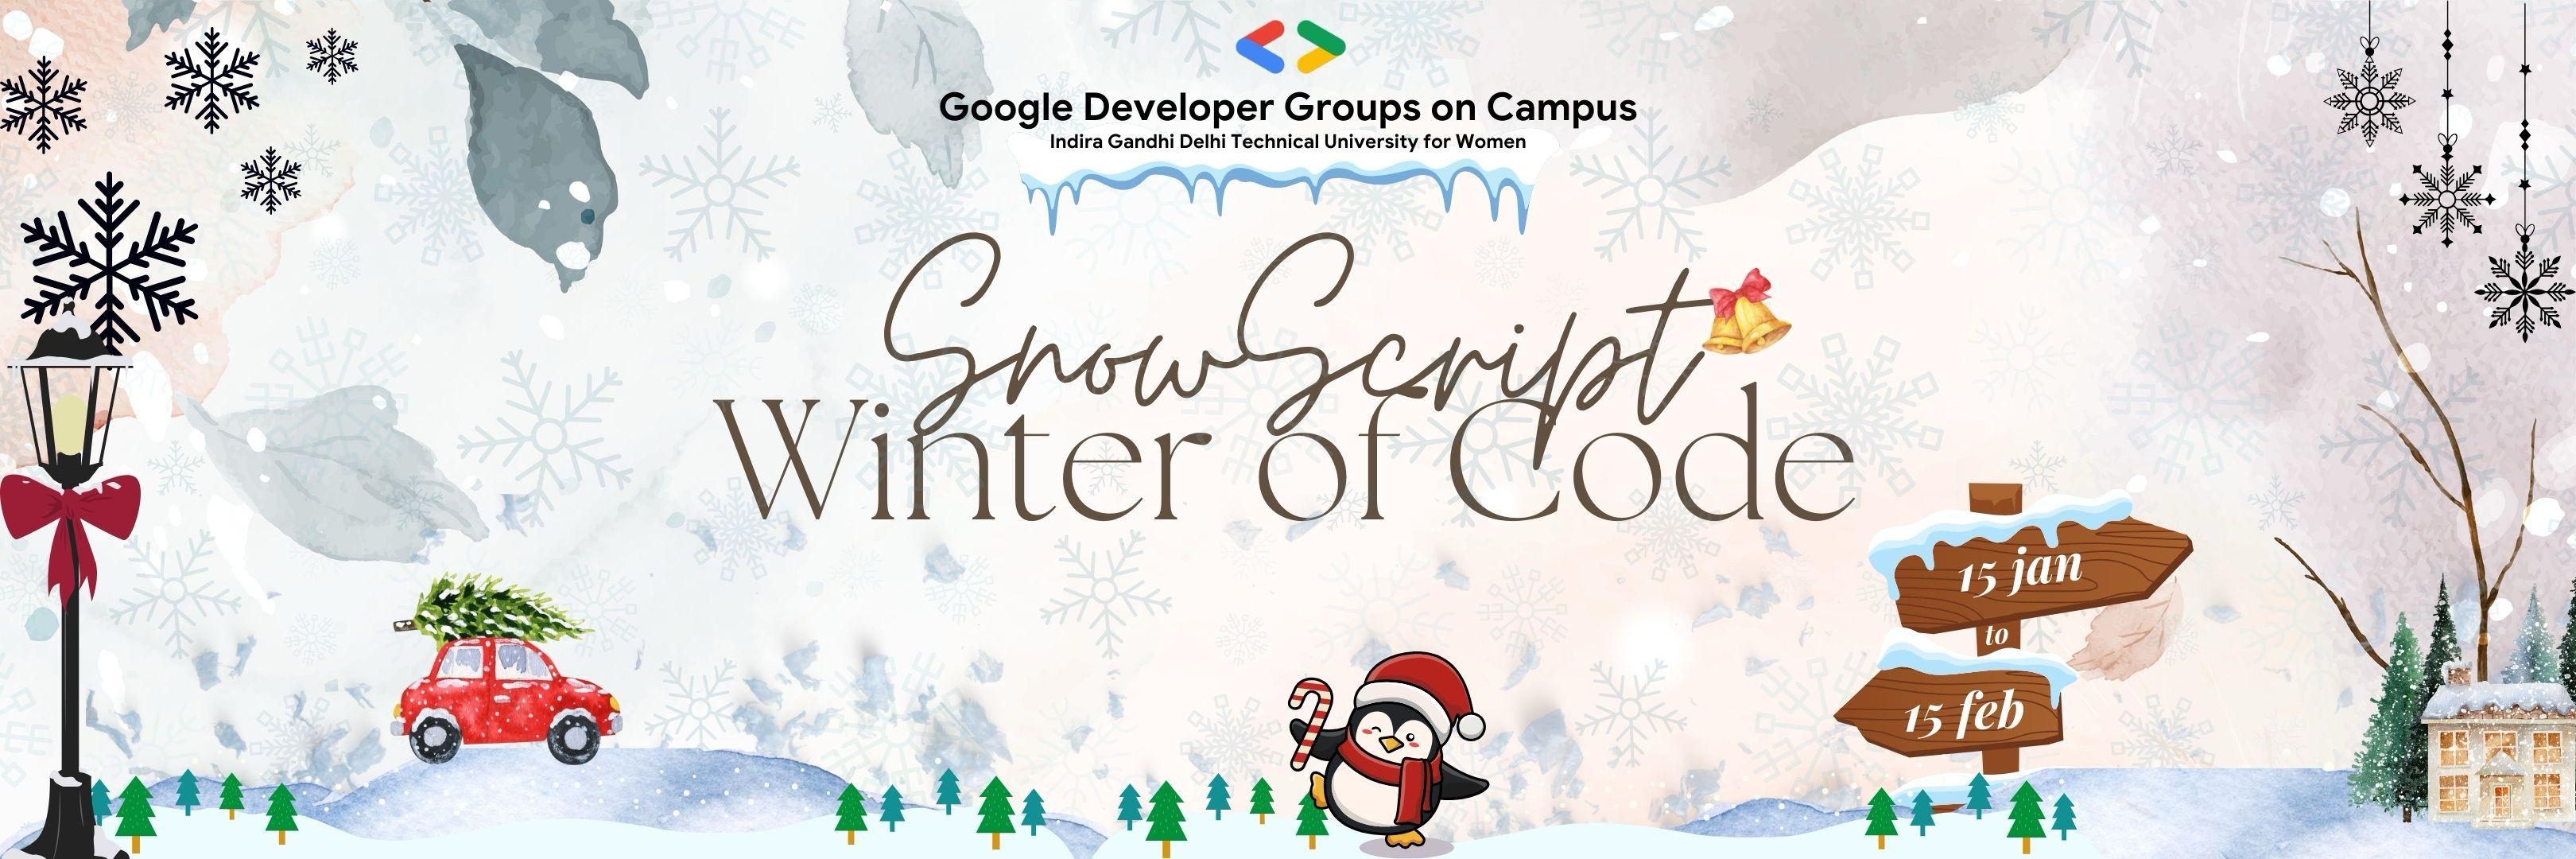 Google Developer Groups on Campus
Indira Gandhi Delhi Technical University for Women
SnowScript
Winter of Code
15 jan
to
15 feb